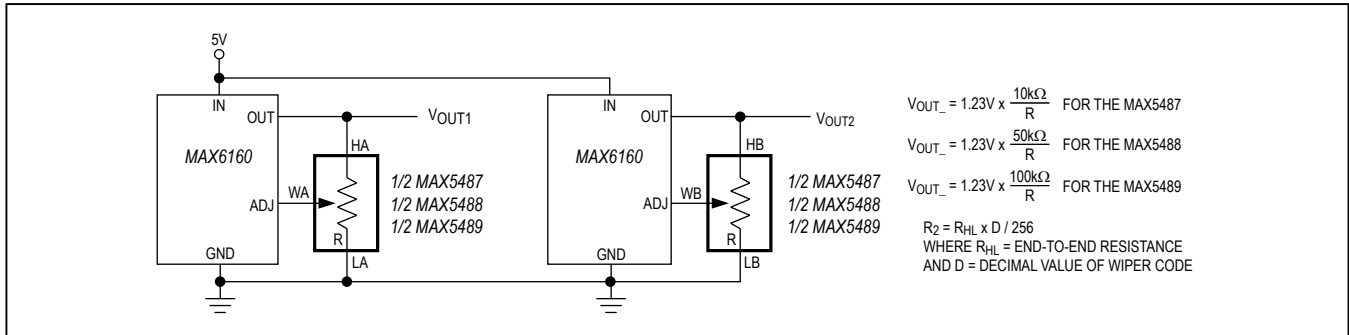 5V
IN
OUT
VOUT1
HA
MAX6160
WA
ADJ
R
1/2 MAX5487
1/2 MAX5488
1/2 MAX5489
GND
LA
IN
OUT
VOUT2
HB
MAX6160
WB
ADJ
R
1/2 MAX5487
1/2 MAX5488
1/2 MAX5489
GND
LB
VOUT_ = 1.23V x 10kΩ / R FOR THE MAX5487
VOUT_ = 1.23V x 50kΩ / R FOR THE MAX5488
VOUT_ = 1.23V x 100kΩ / R FOR THE MAX5489
R2 = RHL x D / 256
WHERE RHL = END-TO-END RESISTANCE
AND D = DECIMAL VALUE OF WIPER CODE